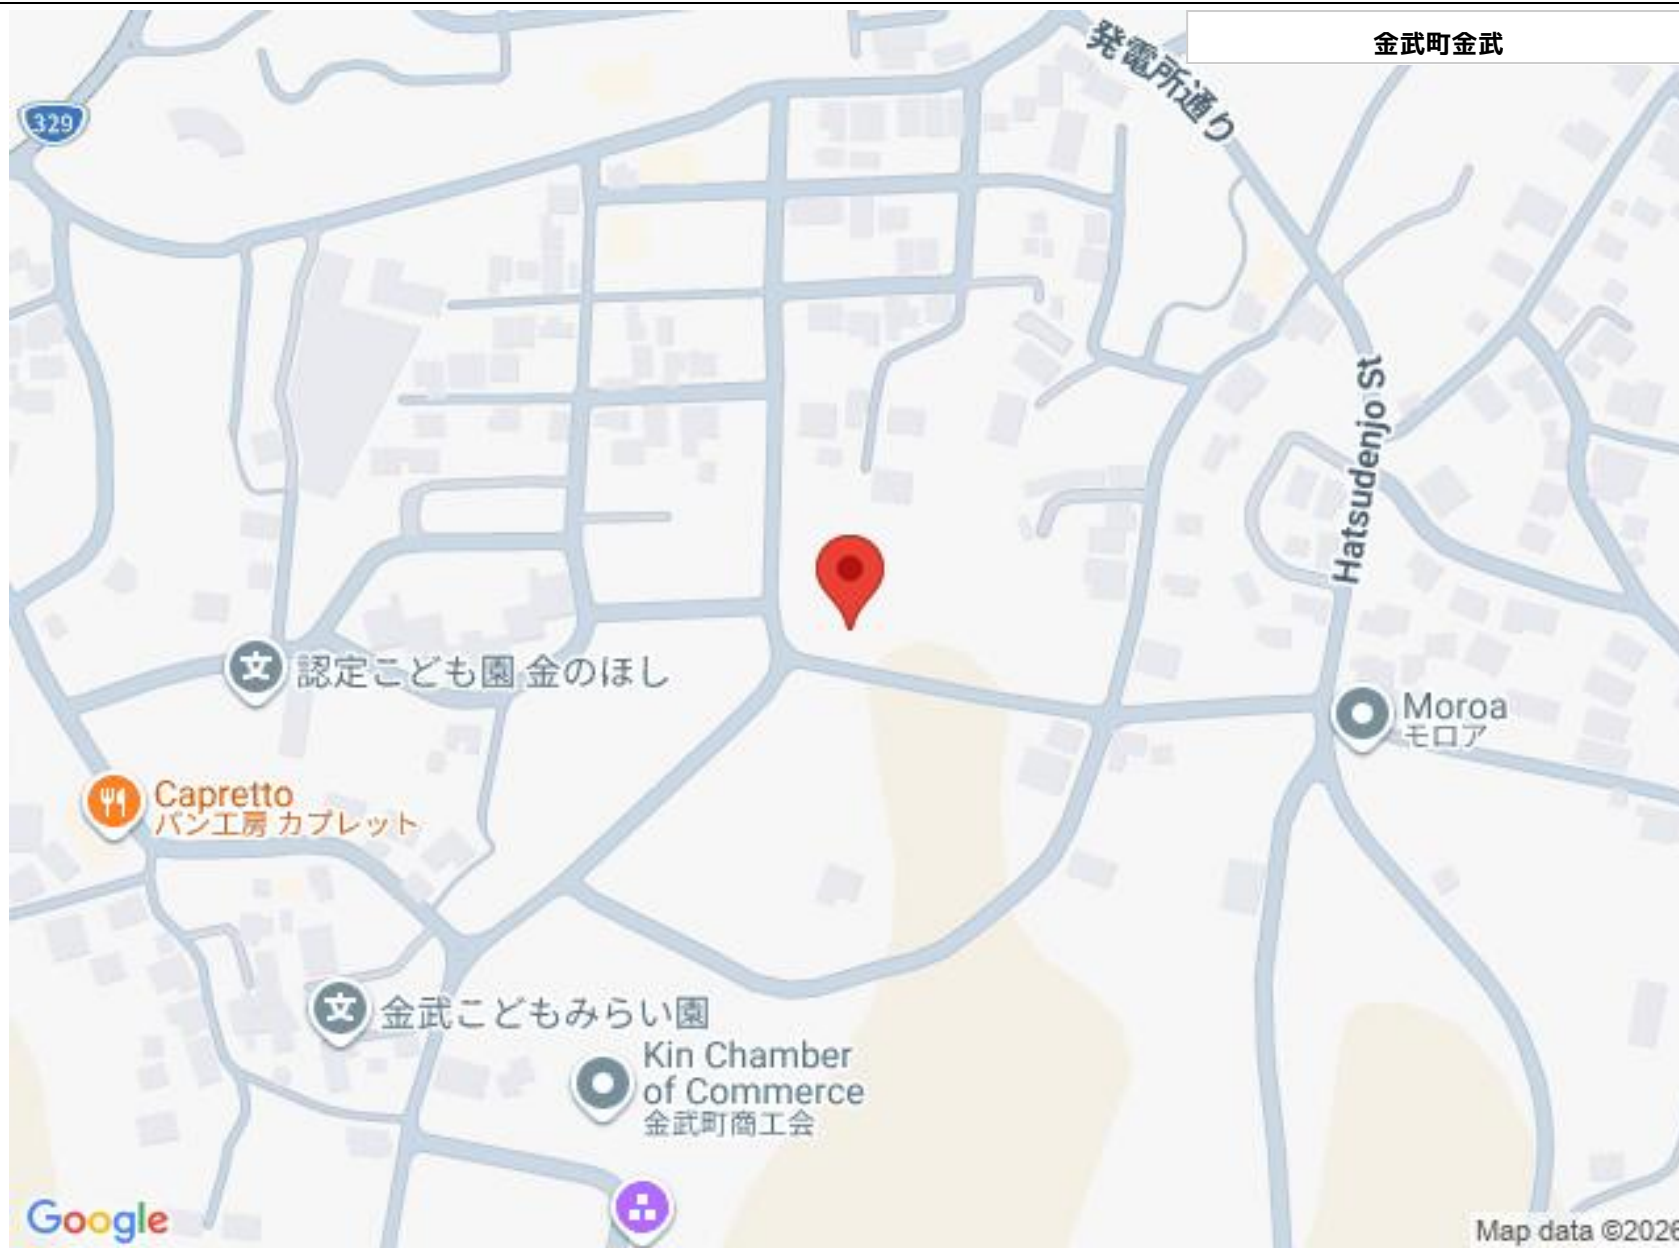 金武町金武
発電所通り
329
Hatsudenjo St
文
認定こども園 金のほし
Moroa
モロア
Capretto
パン工房 カプレット
文
金武こどもみらい園
Kin Chamber
of Commerce
金武町商工会
Google
Map data ©2026